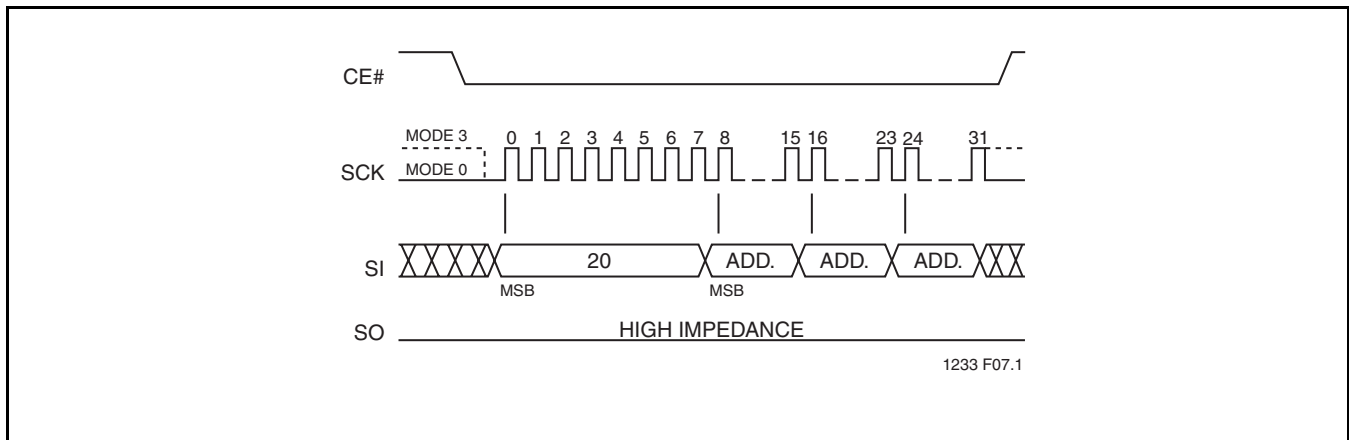 CE#
MODE 3
0 1 2 3 4 5 6 7 8 15 16 23 24 31
SCK
MODE 0
SI
20 ADD. ADD. ADD.
MSB MSB
SO HIGH IMPEDANCE
1233 F07.1